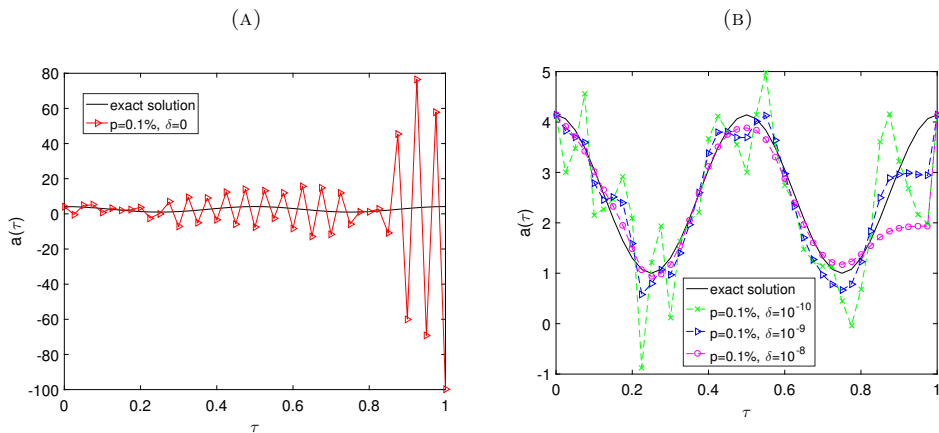 (A)
80
60
40
20
0
-20
-40
-60
-80
-100
a(τ)
exact solution
p=0.1%, δ=0
0 0.2 0.4 0.6 0.8 1
τ
(B)
5
4
3
2
1
0
-1
a(τ)
exact solution
p=0.1%, δ=10^-10
p=0.1%, δ=10^-9
p=0.1%, δ=10^-8
0 0.2 0.4 0.6 0.8 1
τ